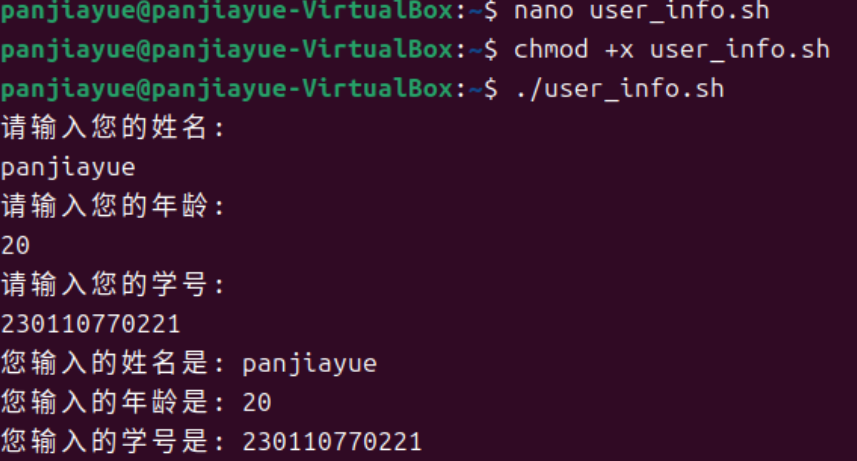 panjiayue@panjiayue-VirtualBox:~$ nano user_info.sh
panjiayue@panjiayue-VirtualBox:~$ chmod +x user_info.sh
panjiayue@panjiayue-VirtualBox:~$ ./user_info.sh
请输入您的姓名:
panjiayue
请输入您的年龄:
20
请输入您的学号:
230110770221
您输入的姓名是: panjiayue
您输入的年龄是: 20
您输入的学号是: 230110770221